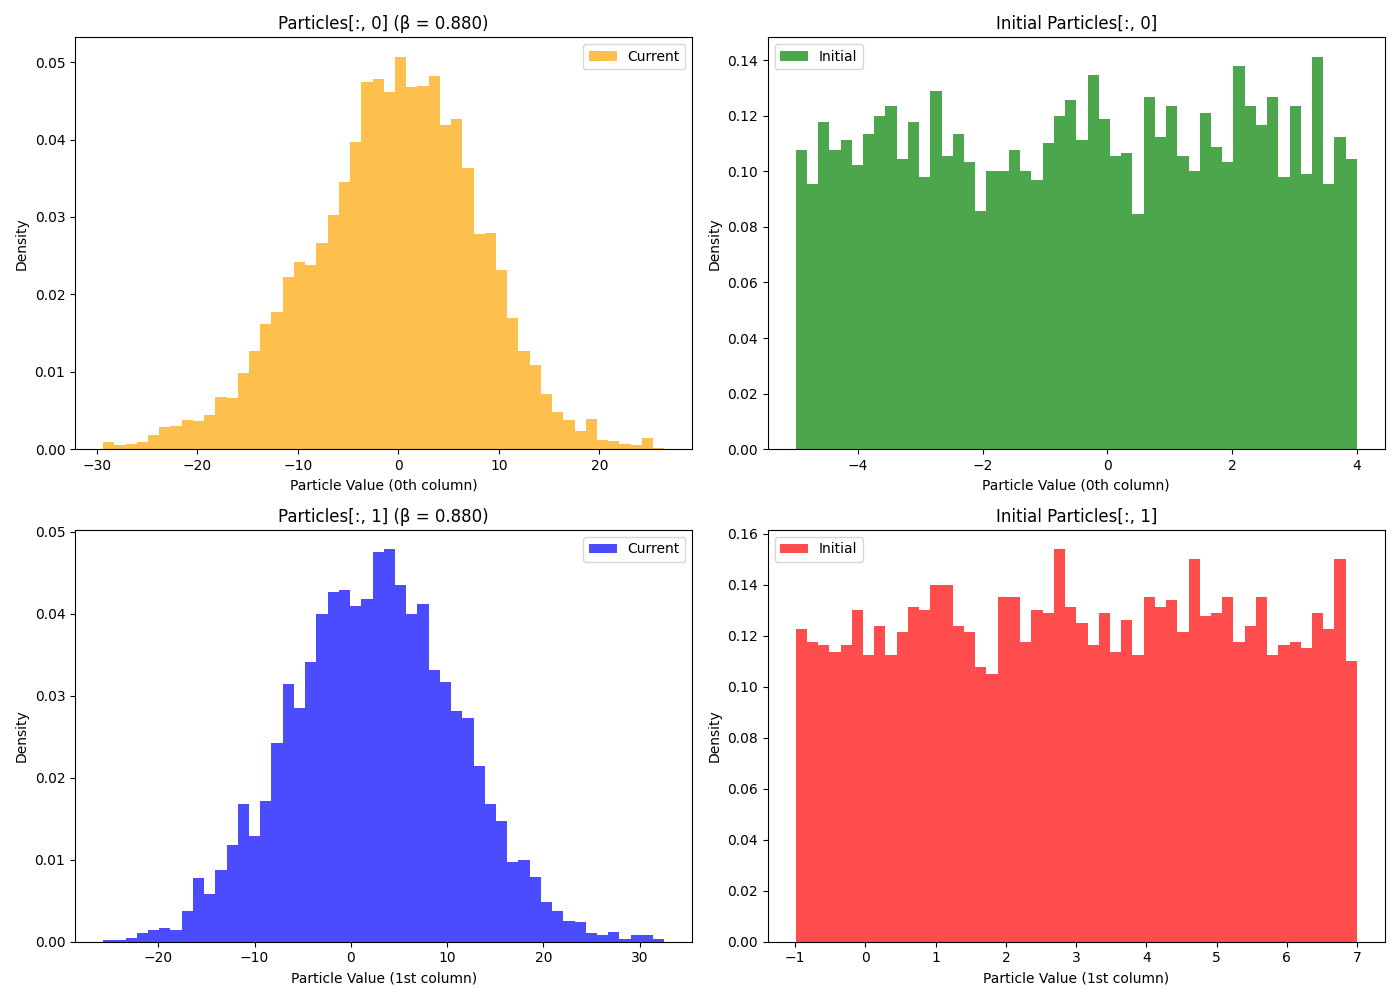 Particles[:, 0] (β = 0.880)
Current
Density
0.05
0.04
0.03
0.02
0.01
0.00
−30 −20 −10 0 10 20
Particle Value (0th column)
Initial Particles[:, 0]
Initial
Density
0.14
0.12
0.10
0.08
0.06
0.04
0.02
0.00
−4 −2 0 2 4
Particle Value (0th column)
Particles[:, 1] (β = 0.880)
Current
Density
0.05
0.04
0.03
0.02
0.01
0.00
−20 −10 0 10 20 30
Particle Value (1st column)
Initial Particles[:, 1]
Initial
Density
0.16
0.14
0.12
0.10
0.08
0.06
0.04
0.02
0.00
−1 0 1 2 3 4 5 6 7
Particle Value (1st column)